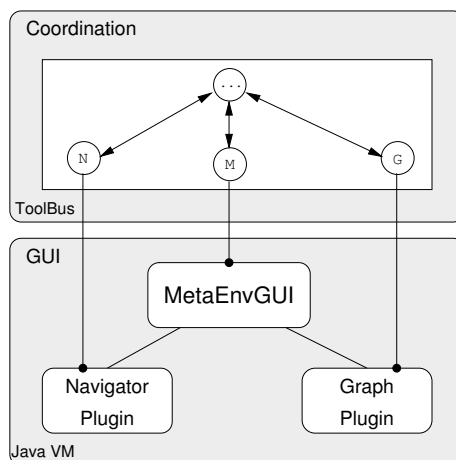 Coordination
...
N
M
G
ToolBus
GUI
MetaEnvGUI
Navigator
Plugin
Graph
Plugin
Java VM